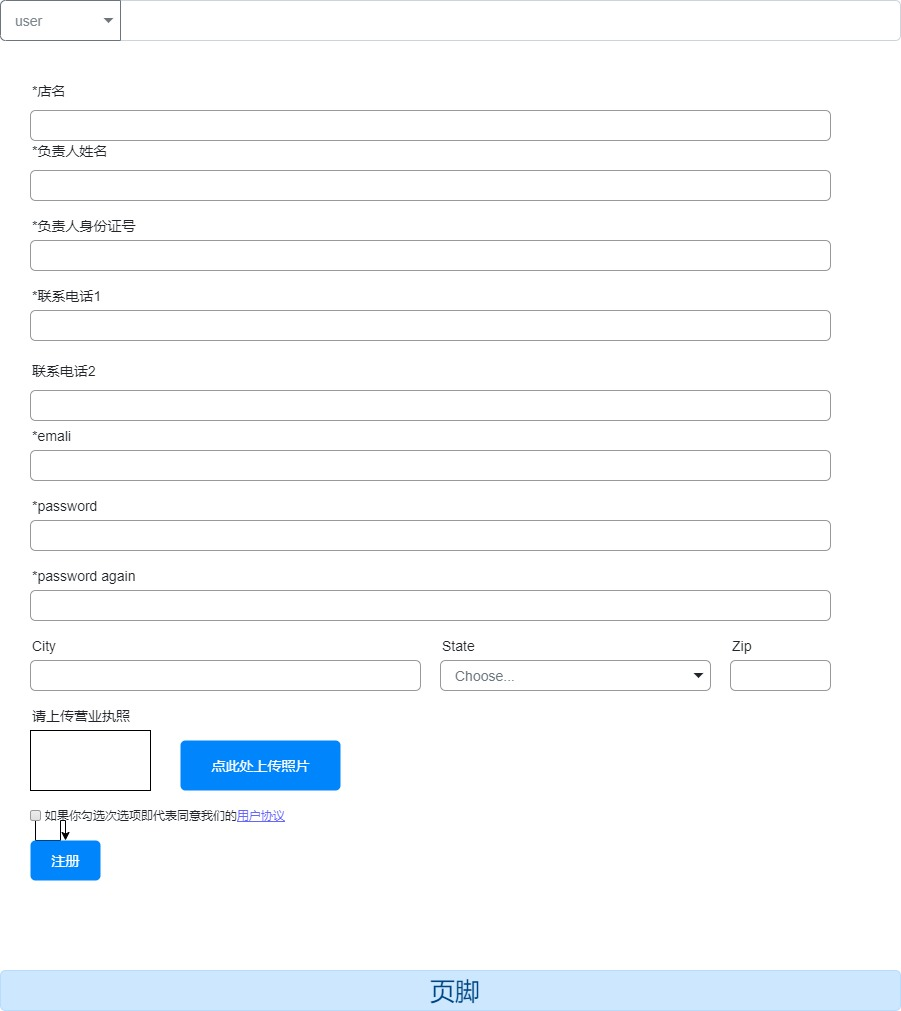 user
*店名
*负责人姓名
*负责人身份证号
*联系电话1
联系电话2
*emali
*password
*password again
City State Zip
Choose...
请上传营业执照
点此处上传照片
如果你勾选次选项即代表同意我们的用户协议
注册
页脚